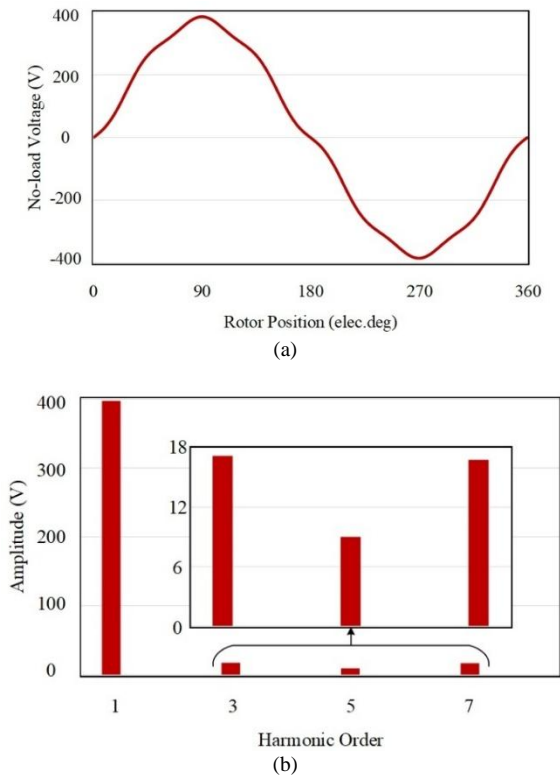 400
200
0
-200
-400
No-load Voltage (V)
0 90 180 270 360
Rotor Position (elec.deg)
(a)
400
300
200
100
0
Amplitude (V)
18
12
6
0
1 3 5 7
Harmonic Order
(b)